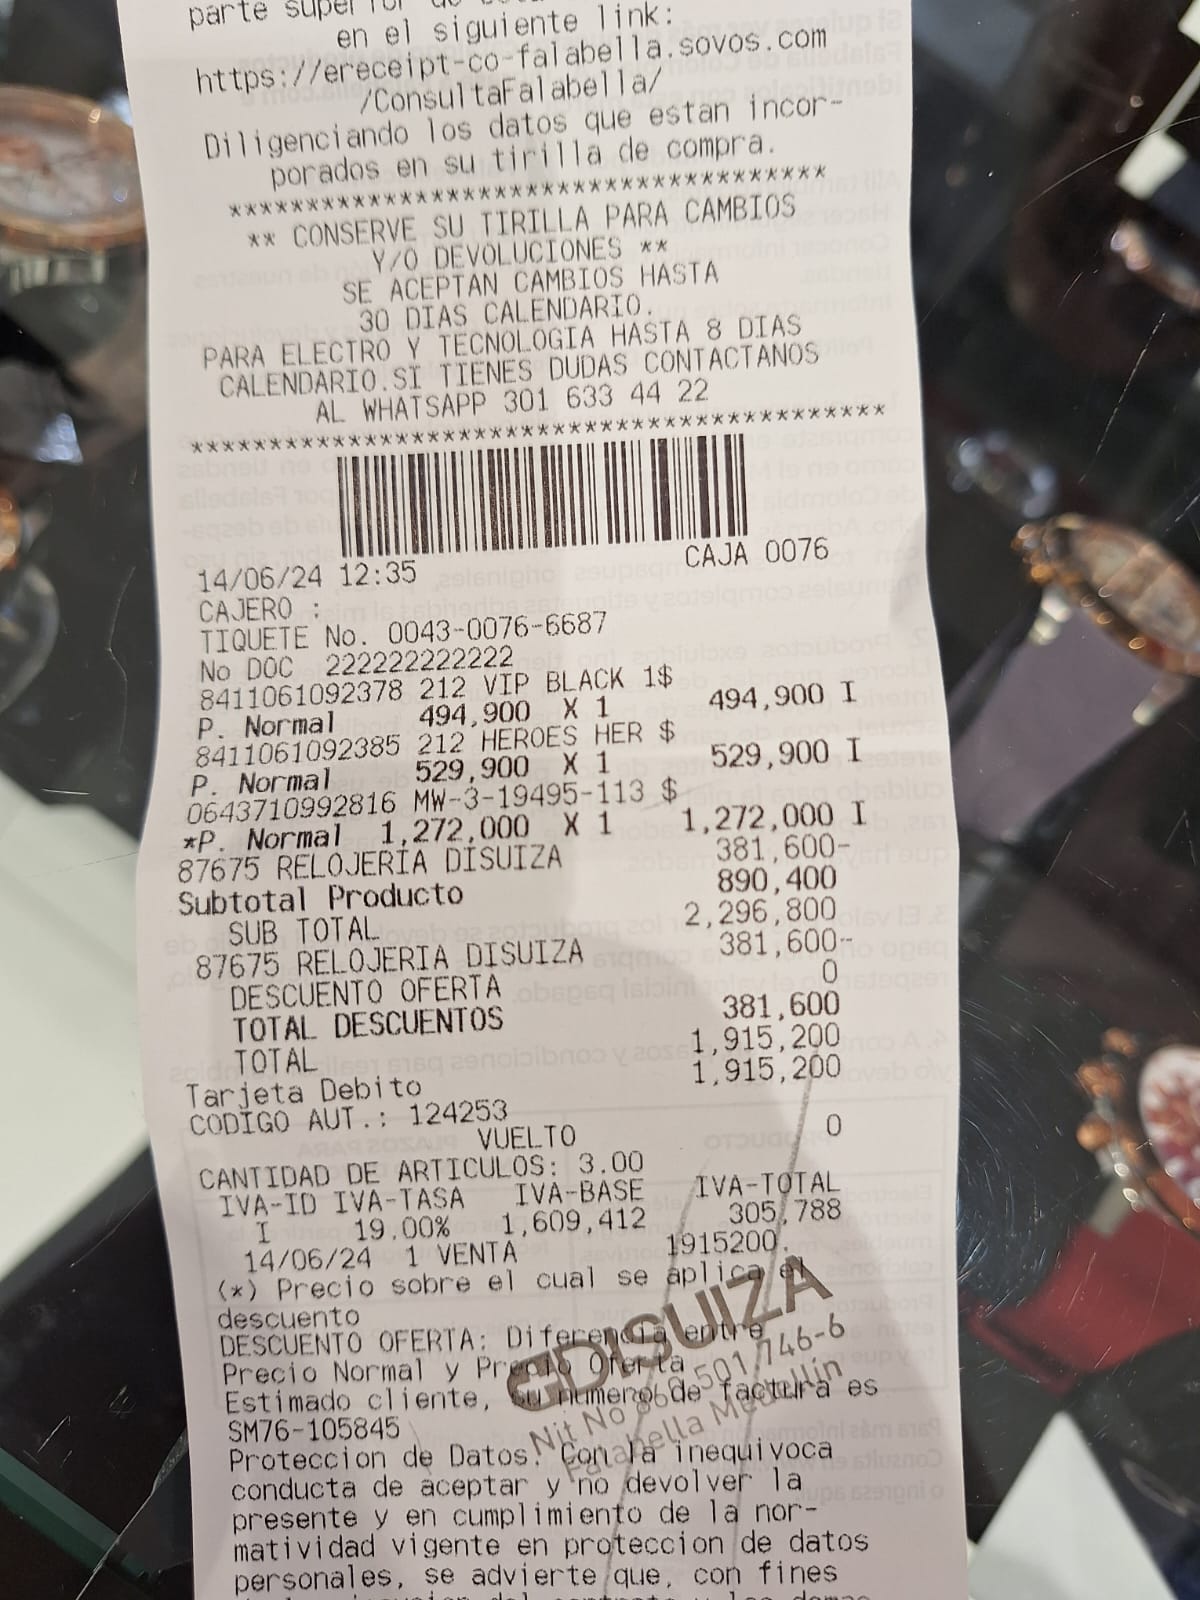 parte superior de
en el siguiente link:
https://ereceipt-co-falabella.sovos.com
/ConsultaFalabella/
Diligenciando los datos que estan incor-
porados en su tirilla de compra.
***************************************
** CONSERVE SU TIRILLA PARA CAMBIOS
Y/O DEVOLUCIONES **
SE ACEPTAN CAMBIOS HASTA
30 DIAS CALENDARIO.
PARA ELECTRO Y TECNOLOGIA HASTA 8 DIAS
CALENDARIO.SI TIENES DUDAS CONTACTANOS
AL WHATSAPP 301 633 44 22
********************************************
14/06/24 12:35 CAJA 0076
CAJERO :
TIQUETE No. 0043-0076-6687
No DOC 222222222222
8411061092378 212 VIP BLACK 1$
P. Normal 494,900 X 1 494,900 I
8411061092385 212 HEROES HER $
P. Normal 529,900 X 1 529,900 I
0643710992816 MW-3-19495-113 $
*P. Normal 1,272,000 X 1 1,272,000 I
87675 RELOJERIA DISUIZA 381,600-
Subtotal Producto 890,400
SUB TOTAL 2,296,800
87675 RELOJERIA DISUIZA 381,600--
DESCUENTO OFERTA 0
TOTAL DESCUENTOS 381,600
TOTAL 1,915,200
Tarjeta Debito 1,915,200
CODIGO AUT.: 124253
VUELTO 0
CANTIDAD DE ARTICULOS: 3.00
IVA-ID IVA-TASA IVA-BASE IVA-TOTAL
I 19.00% 1,609,412 305,788
14/06/24 1 VENTA 1915200.
(*) Precio sobre el cual se aplica el
descuento
DESCUENTO OFERTA: Diferencia entre
Precio Normal y Precio Oferta
Estimado cliente, su numero de factura es
SM76-105845
DISUIZA
Nit No 860.501.746-6
Falabella Medellin
Proteccion de Datos. Con la inequivoca
conducta de aceptar y no devolver la
presente y en cumplimiento de la nor-
matividad vigente en proteccion de datos
personales, se advierte que, con fines